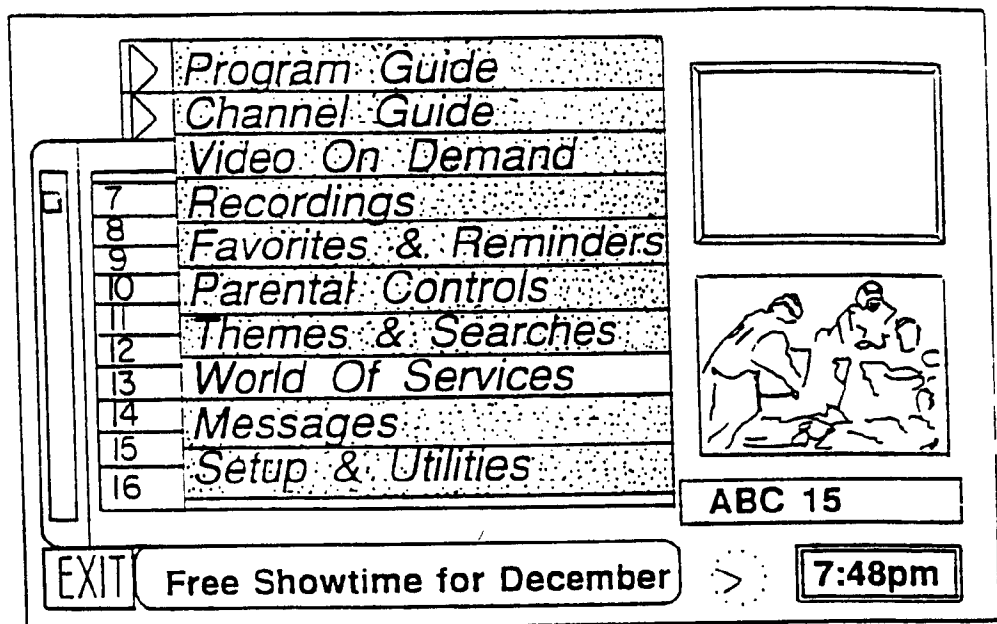 Program Guide
Channel Guide
Video On Demand
7 Recordings
8
9 Favorites & Reminders
10 Parental Controls
11
12 Themes & Searches
13 World Of Services
14 Messages
15 Setup & Utilities
16
ABC 15
EXIT Free Showtime for December > 7:48pm